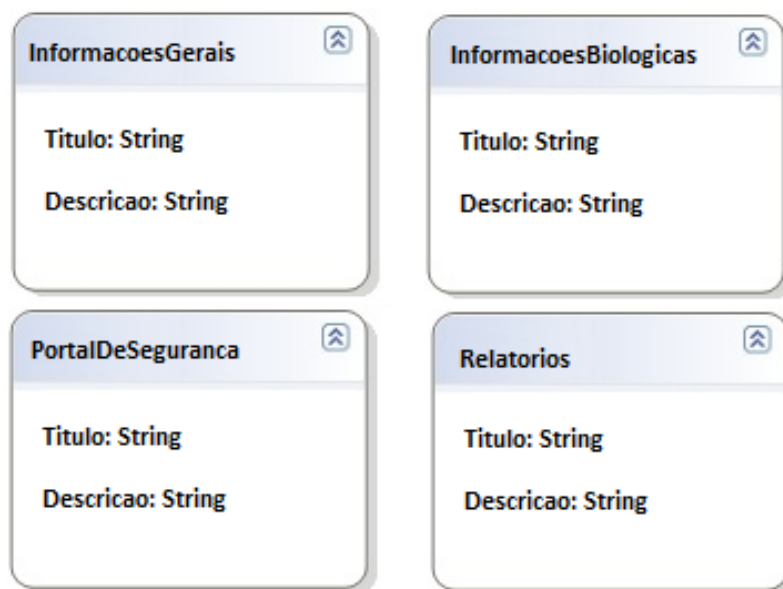 InformacoesGerais
Titulo: String
Descricao: String
InformacoesBiologicas
Titulo: String
Descricao: String
PortalDeSeguranca
Titulo: String
Descricao: String
Relatorios
Titulo: String
Descricao: String